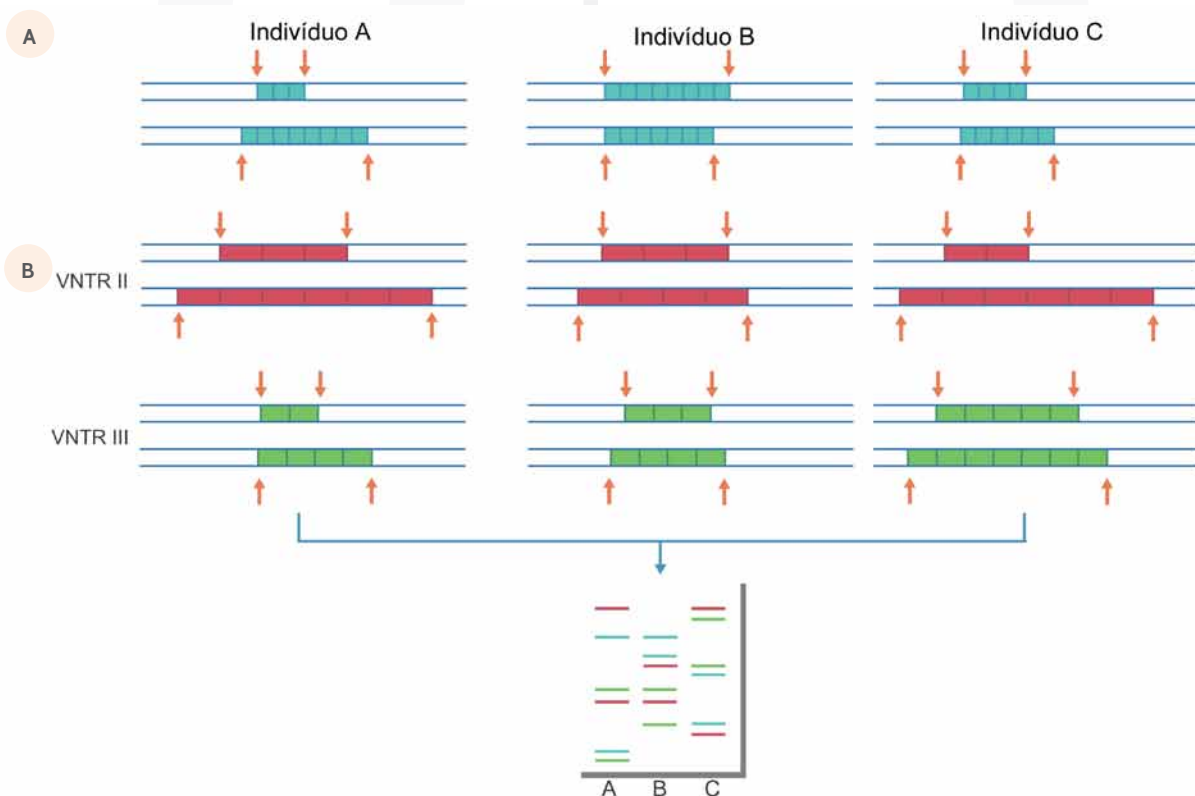 A
Indivíduo A
Indivíduo B
Indivíduo C
B
VNTR II
VNTR III
A B C